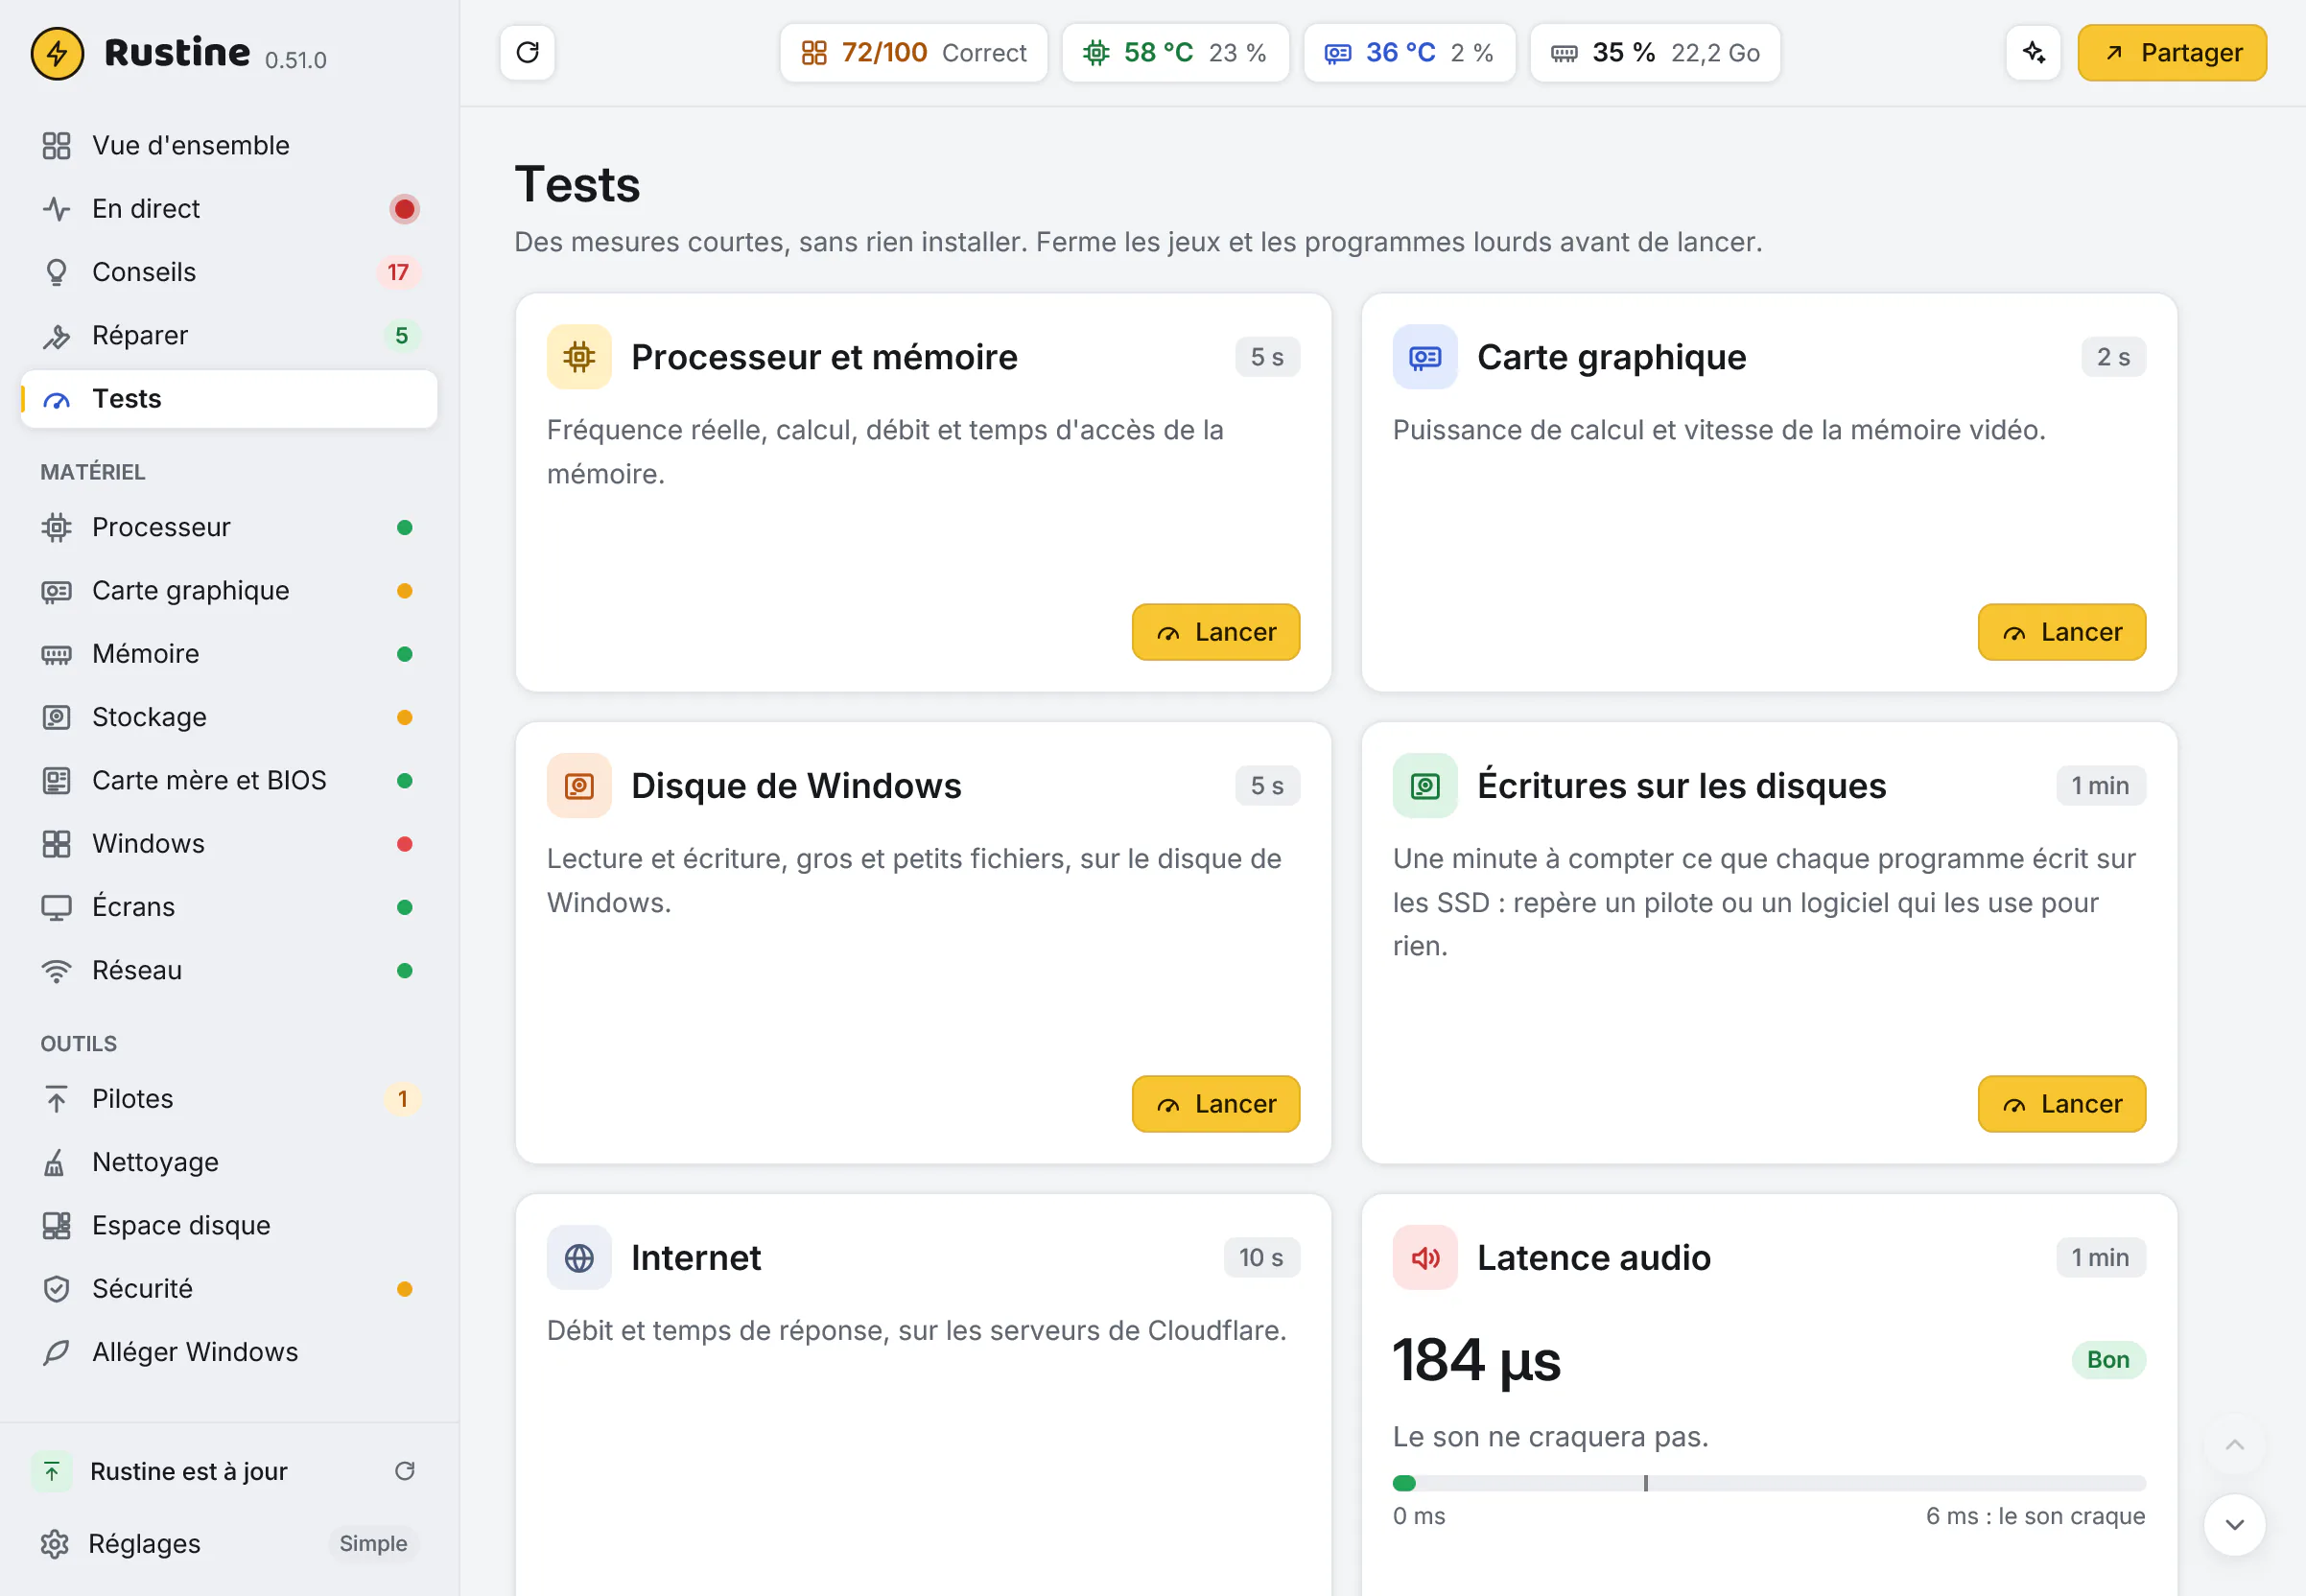 Rustine 0.51.0
Vue d'ensemble
En direct
Conseils 17
Réparer 5
Tests
MATÉRIEL
Processeur
Carte graphique
Mémoire
Stockage
Carte mère et BIOS
Windows
Écrans
Réseau
OUTILS
Pilotes 1
Nettoyage
Espace disque
Sécurité
Alléger Windows
Rustine est à jour
Réglages Simple
72/100 Correct
58 °C 23 %
36 °C 2 %
35 % 22,2 Go
Partager
Tests
Des mesures courtes, sans rien installer. Ferme les jeux et les programmes lourds avant de lancer.
Processeur et mémoire 5 s
Fréquence réelle, calcul, débit et temps d'accès de la
mémoire.
Lancer
Carte graphique 2 s
Puissance de calcul et vitesse de la mémoire vidéo.
Lancer
Disque de Windows 5 s
Lecture et écriture, gros et petits fichiers, sur le disque de
Windows.
Lancer
Écritures sur les disques 1 min
Une minute à compter ce que chaque programme écrit sur
les SSD : repère un pilote ou un logiciel qui les use pour
rien.
Lancer
Internet 10 s
Débit et temps de réponse, sur les serveurs de Cloudflare.
Latence audio 1 min
184 µs Bon
Le son ne craquera pas.
0 ms 6 ms : le son craque